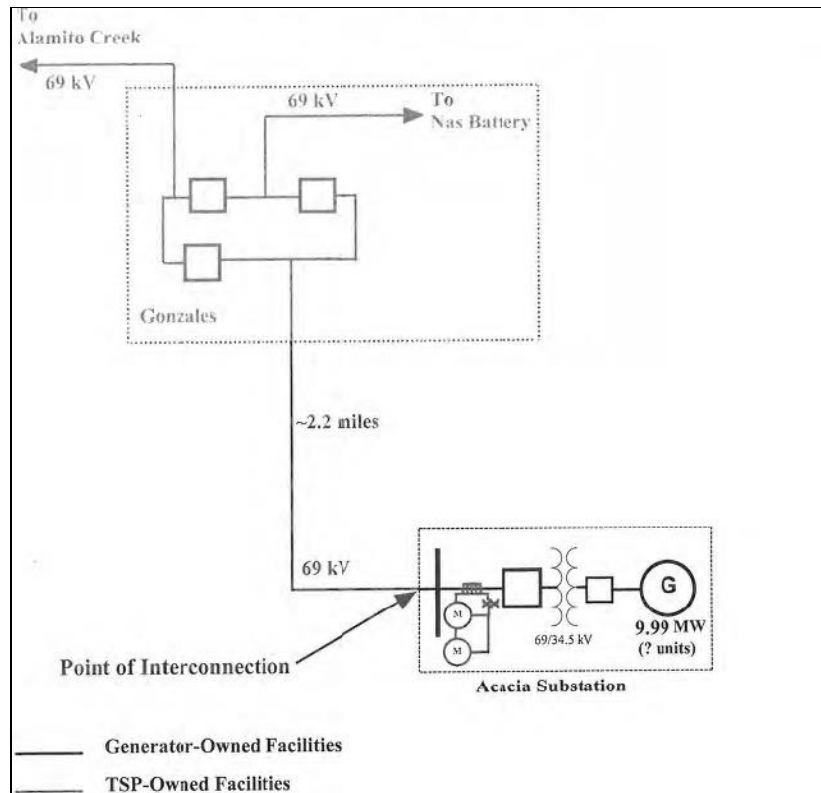 To
Alamito Creek
69 kV
69 kV
To
Nas Battery
Gonzales
~2.2 miles
69 kV
Point of Interconnection
M
M
69/34.5 kV
G
9.99 MW
(? units)
Acacia Substation
Generator-Owned Facilities
TSP-Owned Facilities